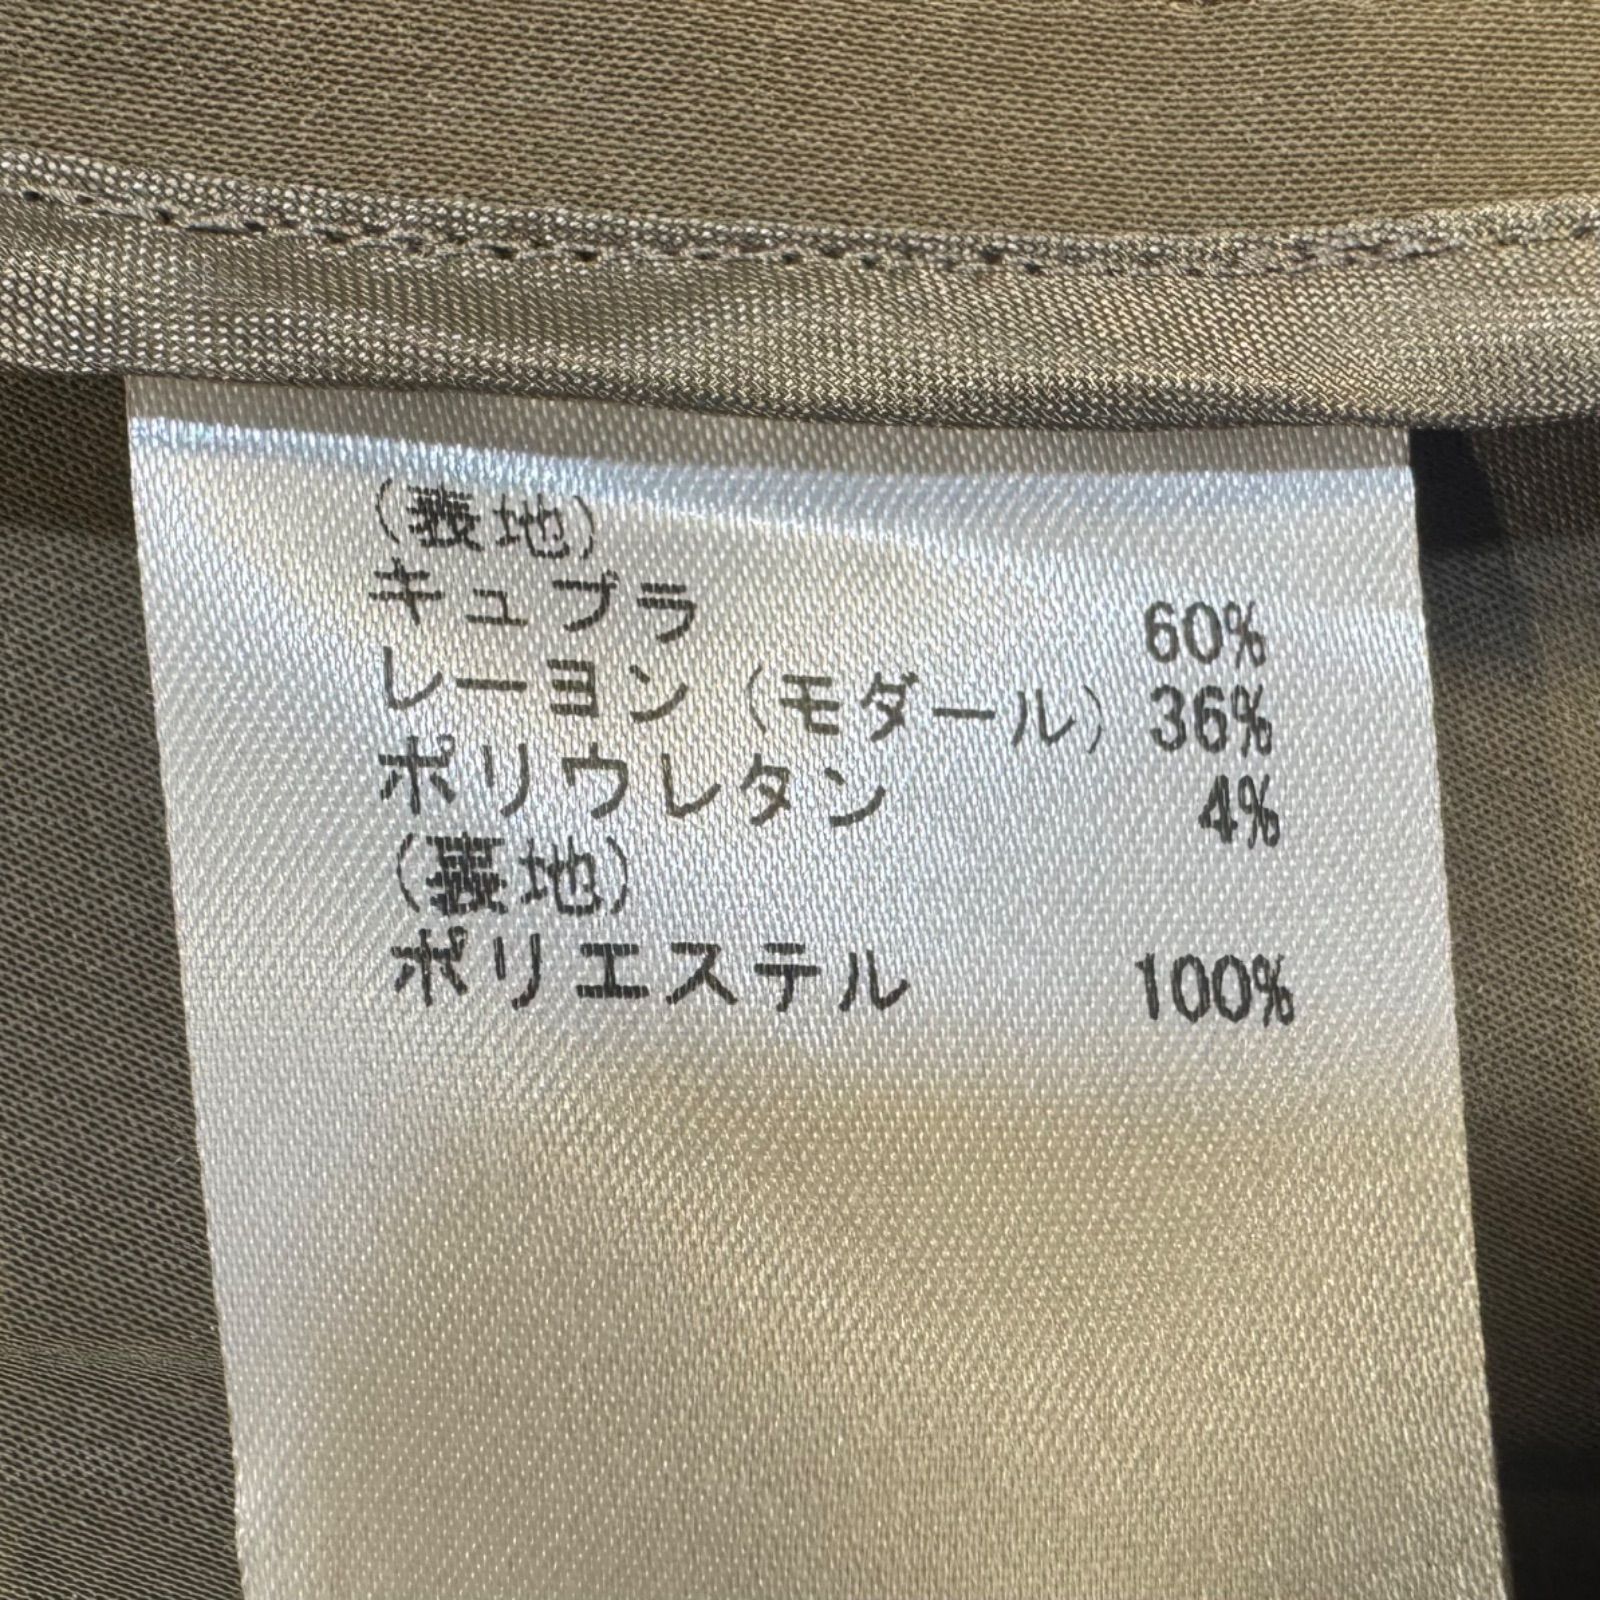 (表地)
キュプラ 60%
レーヨン(モダール) 36%
ポリウレタン 4%
(裏地)
ポリエステル 100%